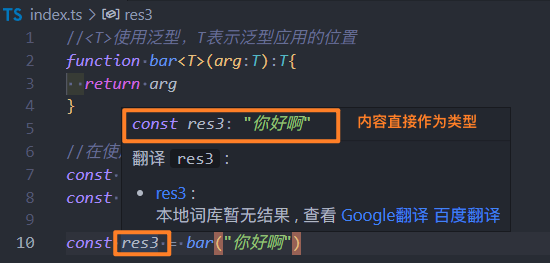 TS index.ts > res3
1 //<T>使用泛型，T表示泛型应用的位置
2 function bar<T>(arg:T):T{
3 return arg
4 }
5 const res3: "你好啊" 内容直接作为类型
6 //在使
翻译 res3 :
7 const
• res3 :
8 const
本地词库暂无结果 , 查看 Google翻译 百度翻译
9
10 const res3 = bar("你好啊")